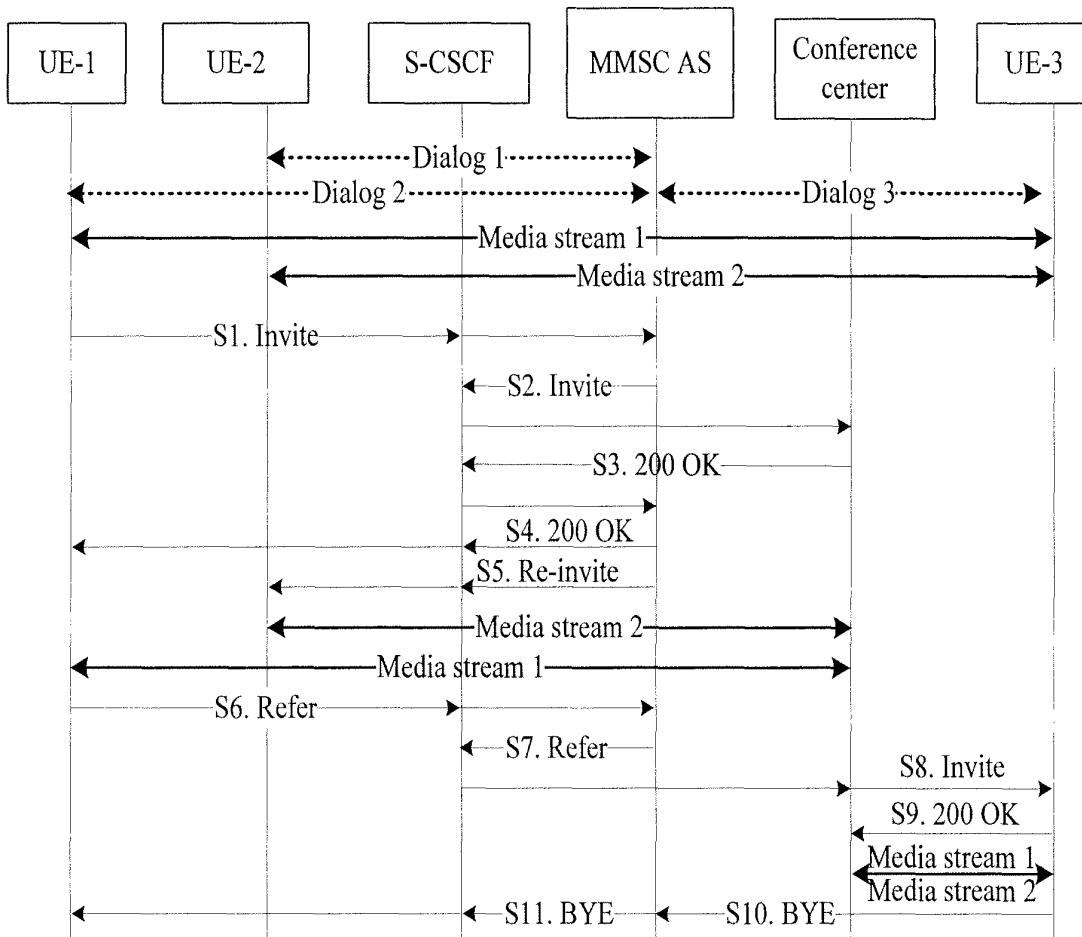 UE-1
UE-2
S-CSCF
MMSC AS
Conference
center
UE-3
Dialog 1
Dialog 2
Dialog 3
Media stream 1
Media stream 2
S1. Invite
S2. Invite
S3. 200 OK
S4. 200 OK
S5. Re-invite
Media stream 2
Media stream 1
S6. Refer
S7. Refer
S8. Invite
S9. 200 OK
Media stream 1
Media stream 2
S11. BYE
S10. BYE